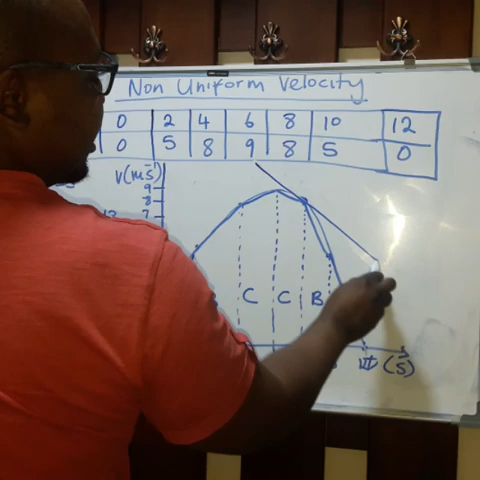 Non Uniform Velocity
0 2 4 6 8 10 12
0 5 8 9 8 5 0
V(ms̄)
9
8
7
C C B
(s)